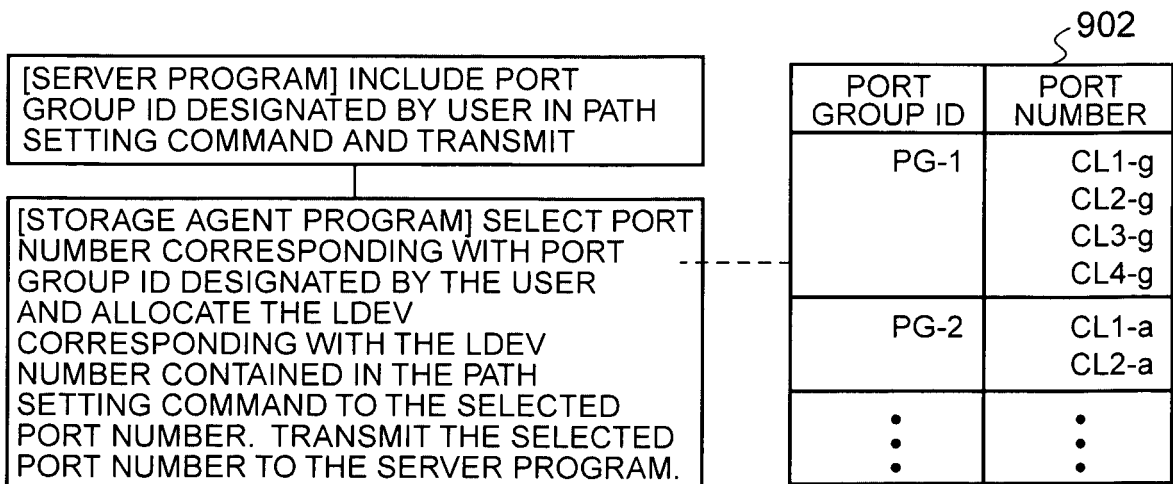 902
[SERVER PROGRAM] INCLUDE PORT
GROUP ID DESIGNATED BY USER IN PATH
SETTING COMMAND AND TRANSMIT
[STORAGE AGENT PROGRAM] SELECT PORT
NUMBER CORRESPONDING WITH PORT
GROUP ID DESIGNATED BY THE USER
AND ALLOCATE THE LDEV
CORRESPONDING WITH THE LDEV
NUMBER CONTAINED IN THE PATH
SETTING COMMAND TO THE SELECTED
PORT NUMBER. TRANSMIT THE SELECTED
PORT NUMBER TO THE SERVER PROGRAM.
PORT
GROUP ID
PORT
NUMBER
PG-1
CL1-g
CL2-g
CL3-g
CL4-g
PG-2
CL1-a
CL2-a